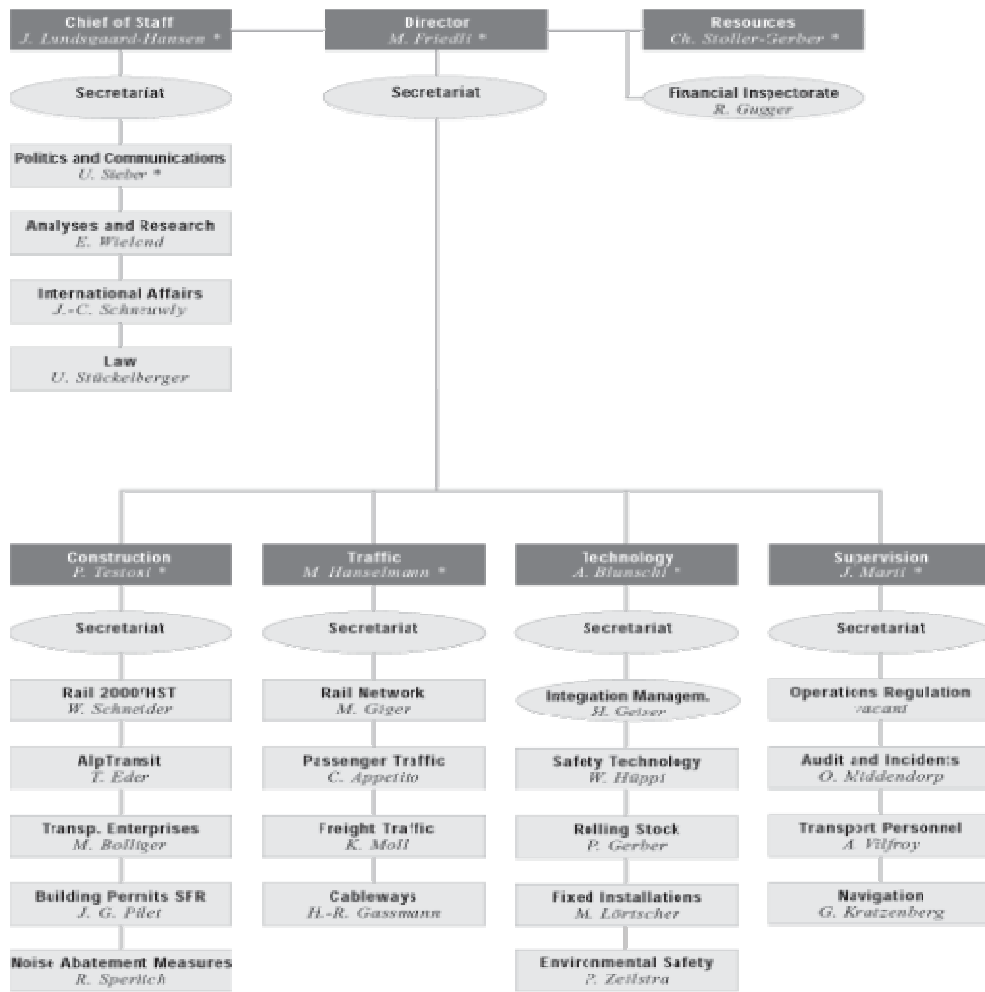 Chief of Staff
J. Lundsgaard-Hansen *
Director
M. Friedli *
Resources
Ch. Stoller-Gerber *
Secretariat
Secretariat
Financial Inspectorate
R. Gugger
Politics and Communications
U. Sieber *
Analyses and Research
E. Wieland
International Affairs
J.-C. Schneuwly
Law
U. Stückelberger
Construction
P. Testoni *
Traffic
M. Hanselmann *
Technology
A. Blunschi *
Supervision
J. Marti *
Secretariat
Secretariat
Secretariat
Secretariat
Rail 2000/HST
W. Schneider
Rail Network
M. Giger
Integration Managem.
H. Geiser
Operations Regulation
vacant
AlpTransit
T. Eder
Passenger Traffic
C. Appetito
Safety Technology
W. Hüppi
Audit and Incidents
O. Middendorp
Transp. Enterprises
M. Bolliger
Freight Traffic
K. Moll
Rolling Stock
P. Gerber
Transport Personnel
A. Vilfroy
Building Permits SFR
J. G. Pilet
Cableways
H.-R. Gassmann
Fixed Installations
M. Lörtscher
Navigation
G. Kratzenberg
Noise Abatement Measures
R. Sperlich
Environmental Safety
P. Zeilstra